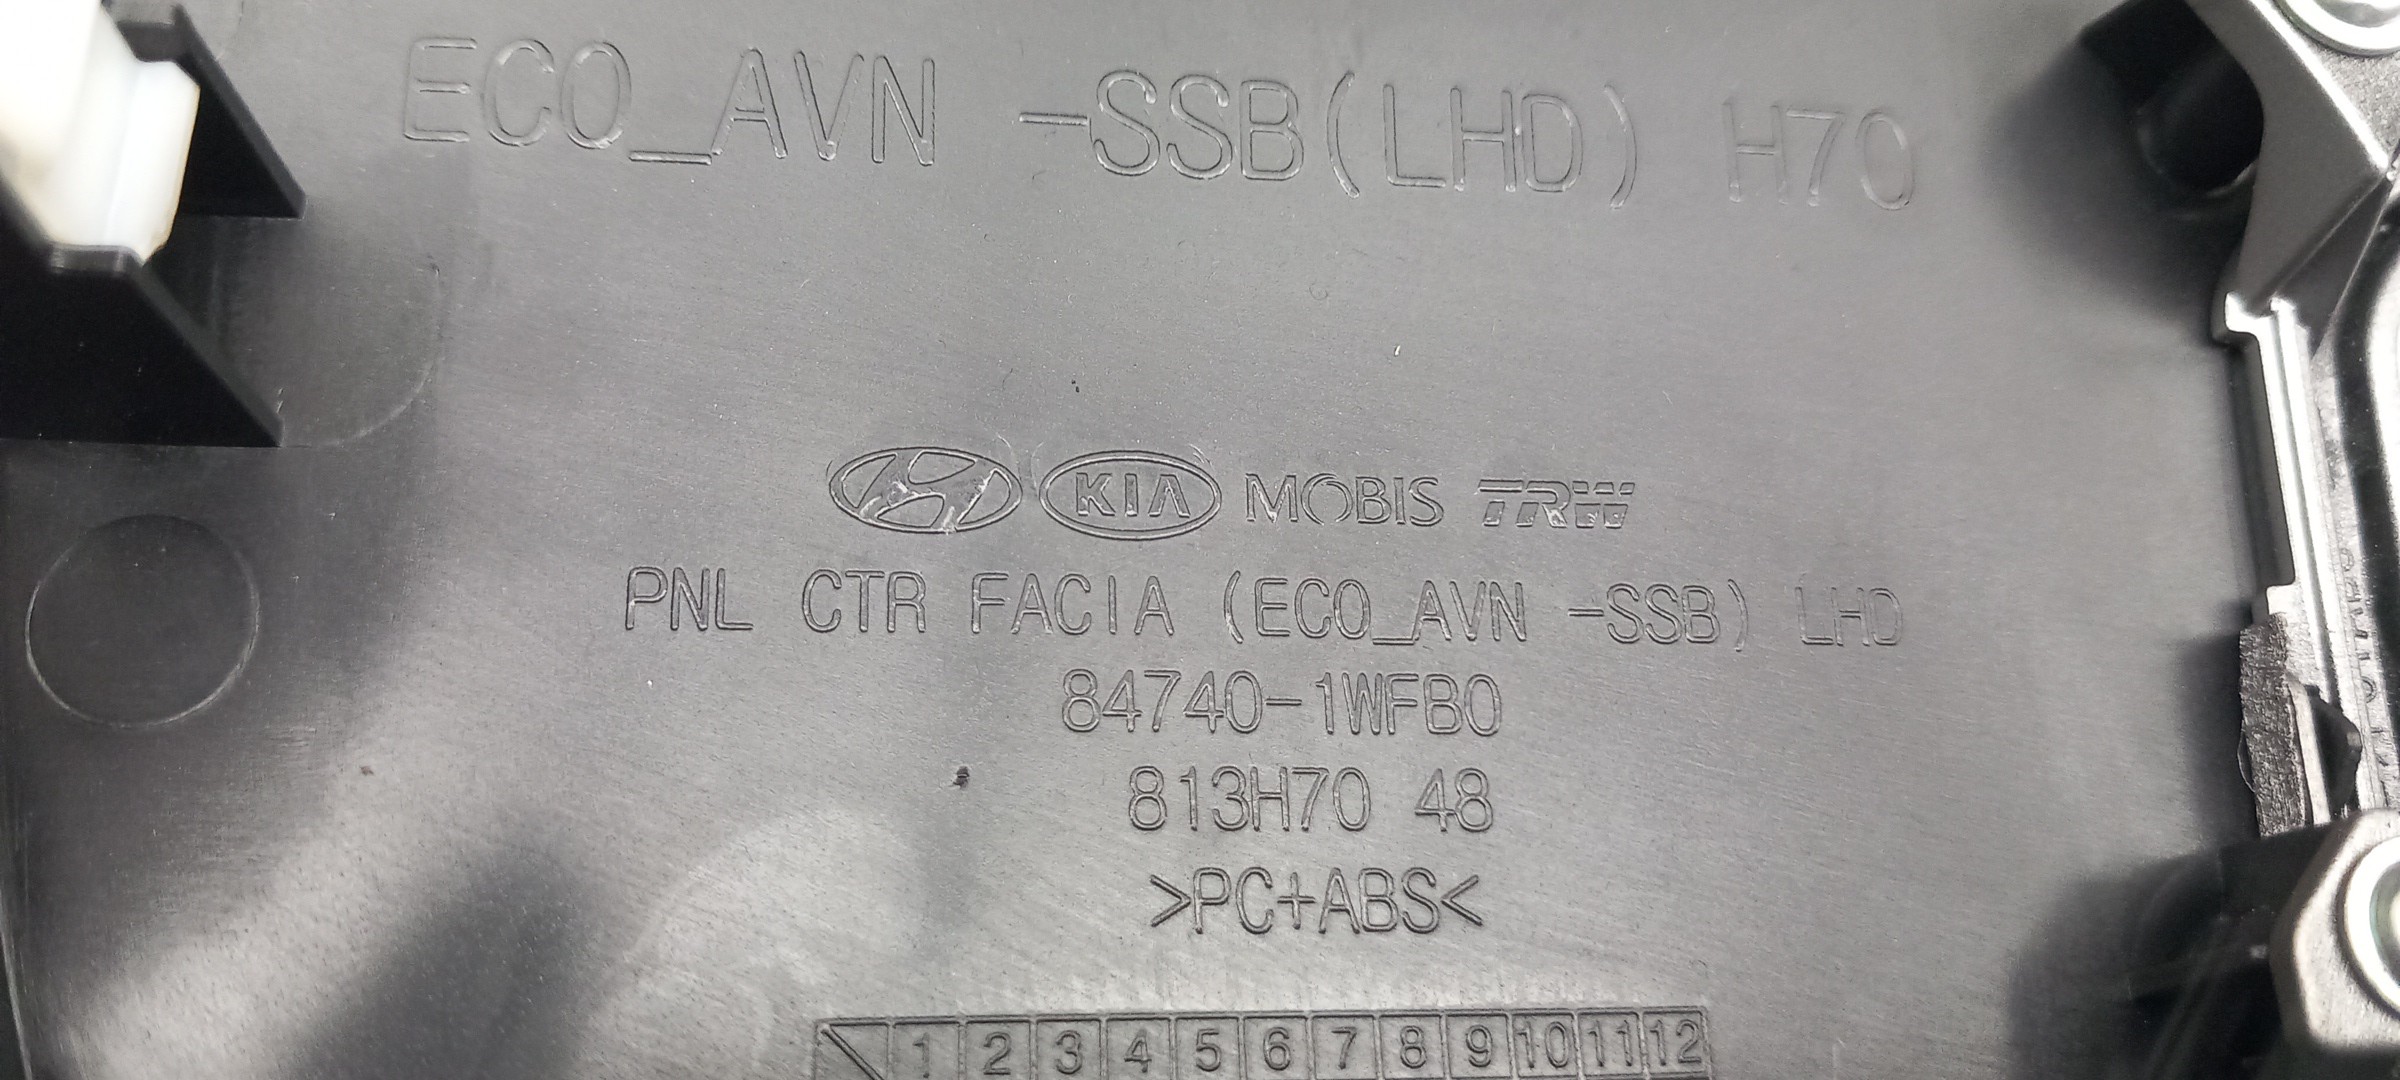 ECO_AVN -SSB(LHD) H70
KIA MOBIS TRW
PNL CTR FACIA (ECO_AVN -SSB) LHD
84740-1WFB0
813H70 48
>PC+ABS<
1 2 3 4 5 6 7 8 9 10 11 12